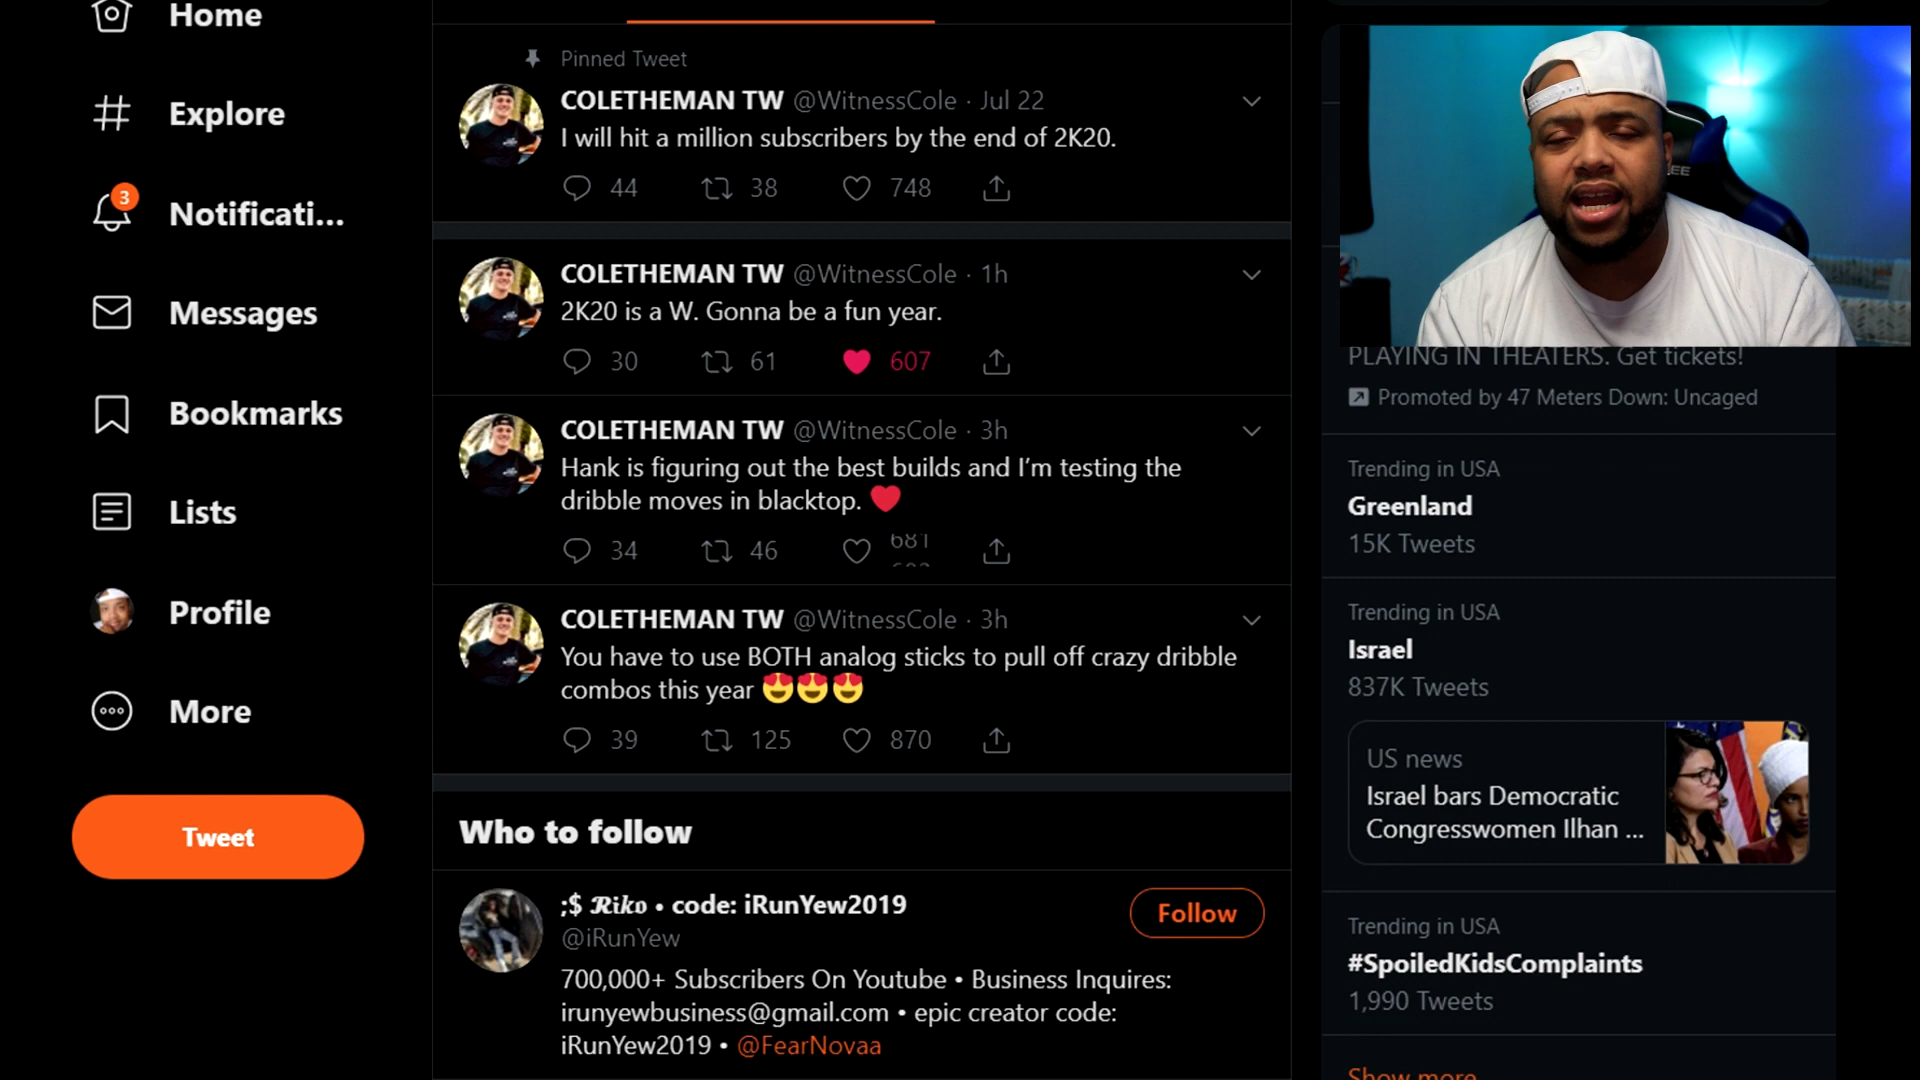 Home
Explore
3
Notificati...
Messages
Bookmarks
Lists
Profile
More
Tweet
Pinned Tweet
COLETHEMAN TW @WitnessCole · Jul 22
I will hit a million subscribers by the end of 2K20.
44 38 748
COLETHEMAN TW @WitnessCole · 1h
2K20 is a W. Gonna be a fun year.
30 61 607
COLETHEMAN TW @WitnessCole · 3h
Hank is figuring out the best builds and I'm testing the
dribble moves in blacktop. ❤️
34 46 681
COLETHEMAN TW @WitnessCole · 3h
You have to use BOTH analog sticks to pull off crazy dribble
combos this year 😍😍😍
39 125 870
Who to follow
;$ 𝕽𝖎𝖐𝖔 • code: iRunYew2019
@iRunYew
Follow
700,000+ Subscribers On Youtube • Business Inquires:
irunyewbusiness@gmail.com • epic creator code:
iRunYew2019 • @FearNovaa
PLAYING IN THEATERS. Get tickets!
Promoted by 47 Meters Down: Uncaged
Trending in USA
Greenland
15K Tweets
Trending in USA
Israel
837K Tweets
US news
Israel bars Democratic
Congresswomen Ilhan ...
Trending in USA
#SpoiledKidsComplaints
1,990 Tweets
Show more